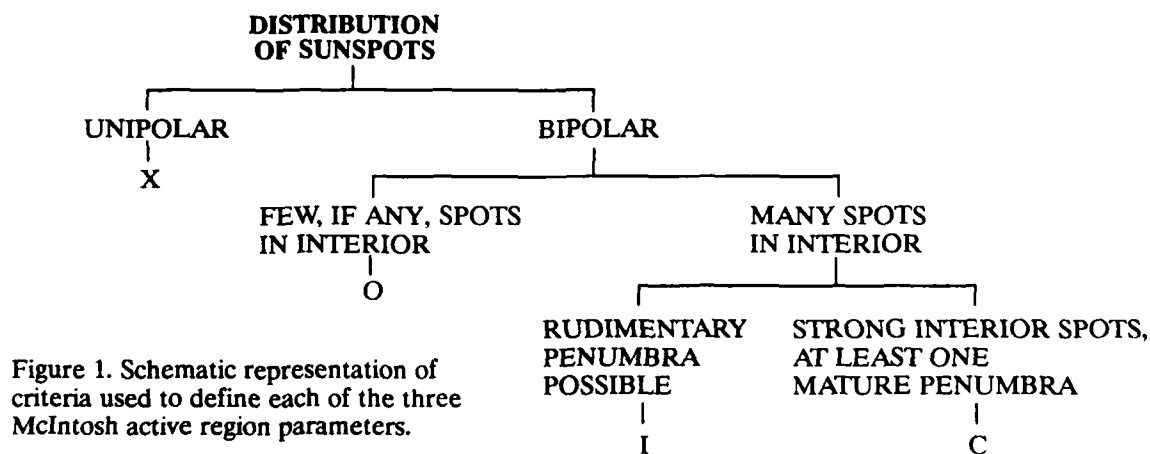 DISTRIBUTION
OF SUNSPOTS
UNIPOLAR
X
BIPOLAR
FEW, IF ANY, SPOTS
IN INTERIOR
O
MANY SPOTS
IN INTERIOR
RUDIMENTARY
PENUMBRA
POSSIBLE
I
STRONG INTERIOR SPOTS,
AT LEAST ONE
MATURE PENUMBRA
C
Figure 1. Schematic representation of
criteria used to define each of the three
McIntosh active region parameters.